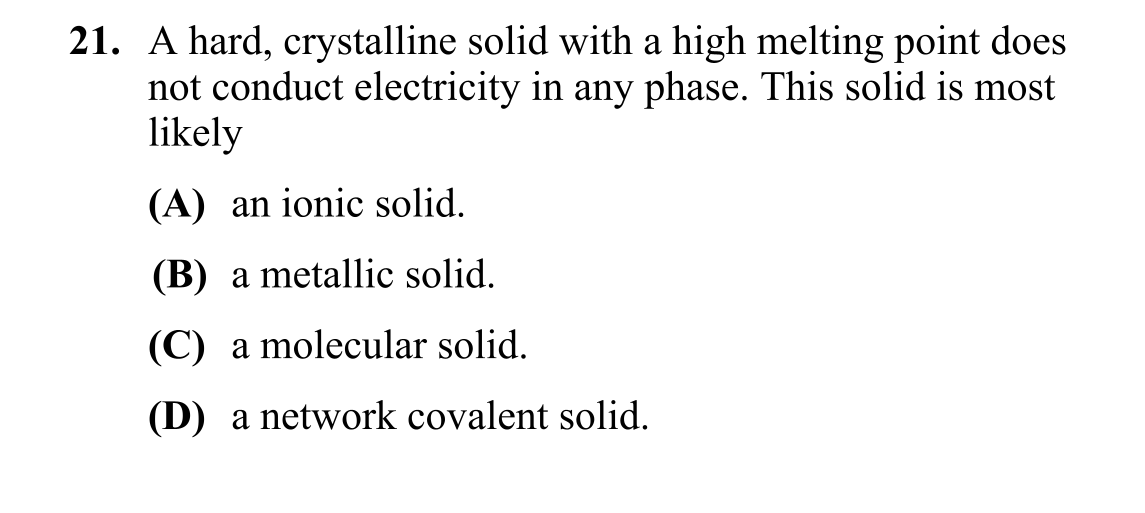 21. A hard, crystalline solid with a high melting point does
not conduct electricity in any phase. This solid is most
likely
(A) an ionic solid.
(B) a metallic solid.
(C) a molecular solid.
(D) a network covalent solid.